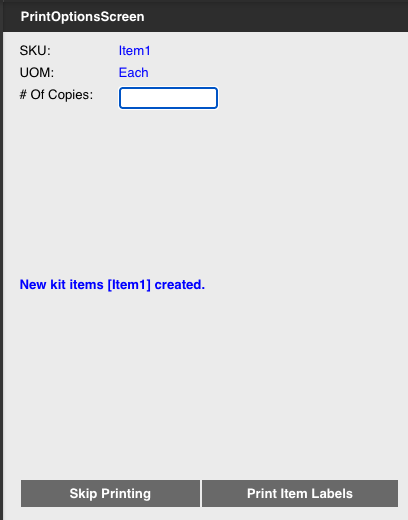 PrintOptionsScreen
SKU: Item1
UOM: Each
# Of Copies:
New kit items [Item1] created.
Skip Printing Print Item Labels